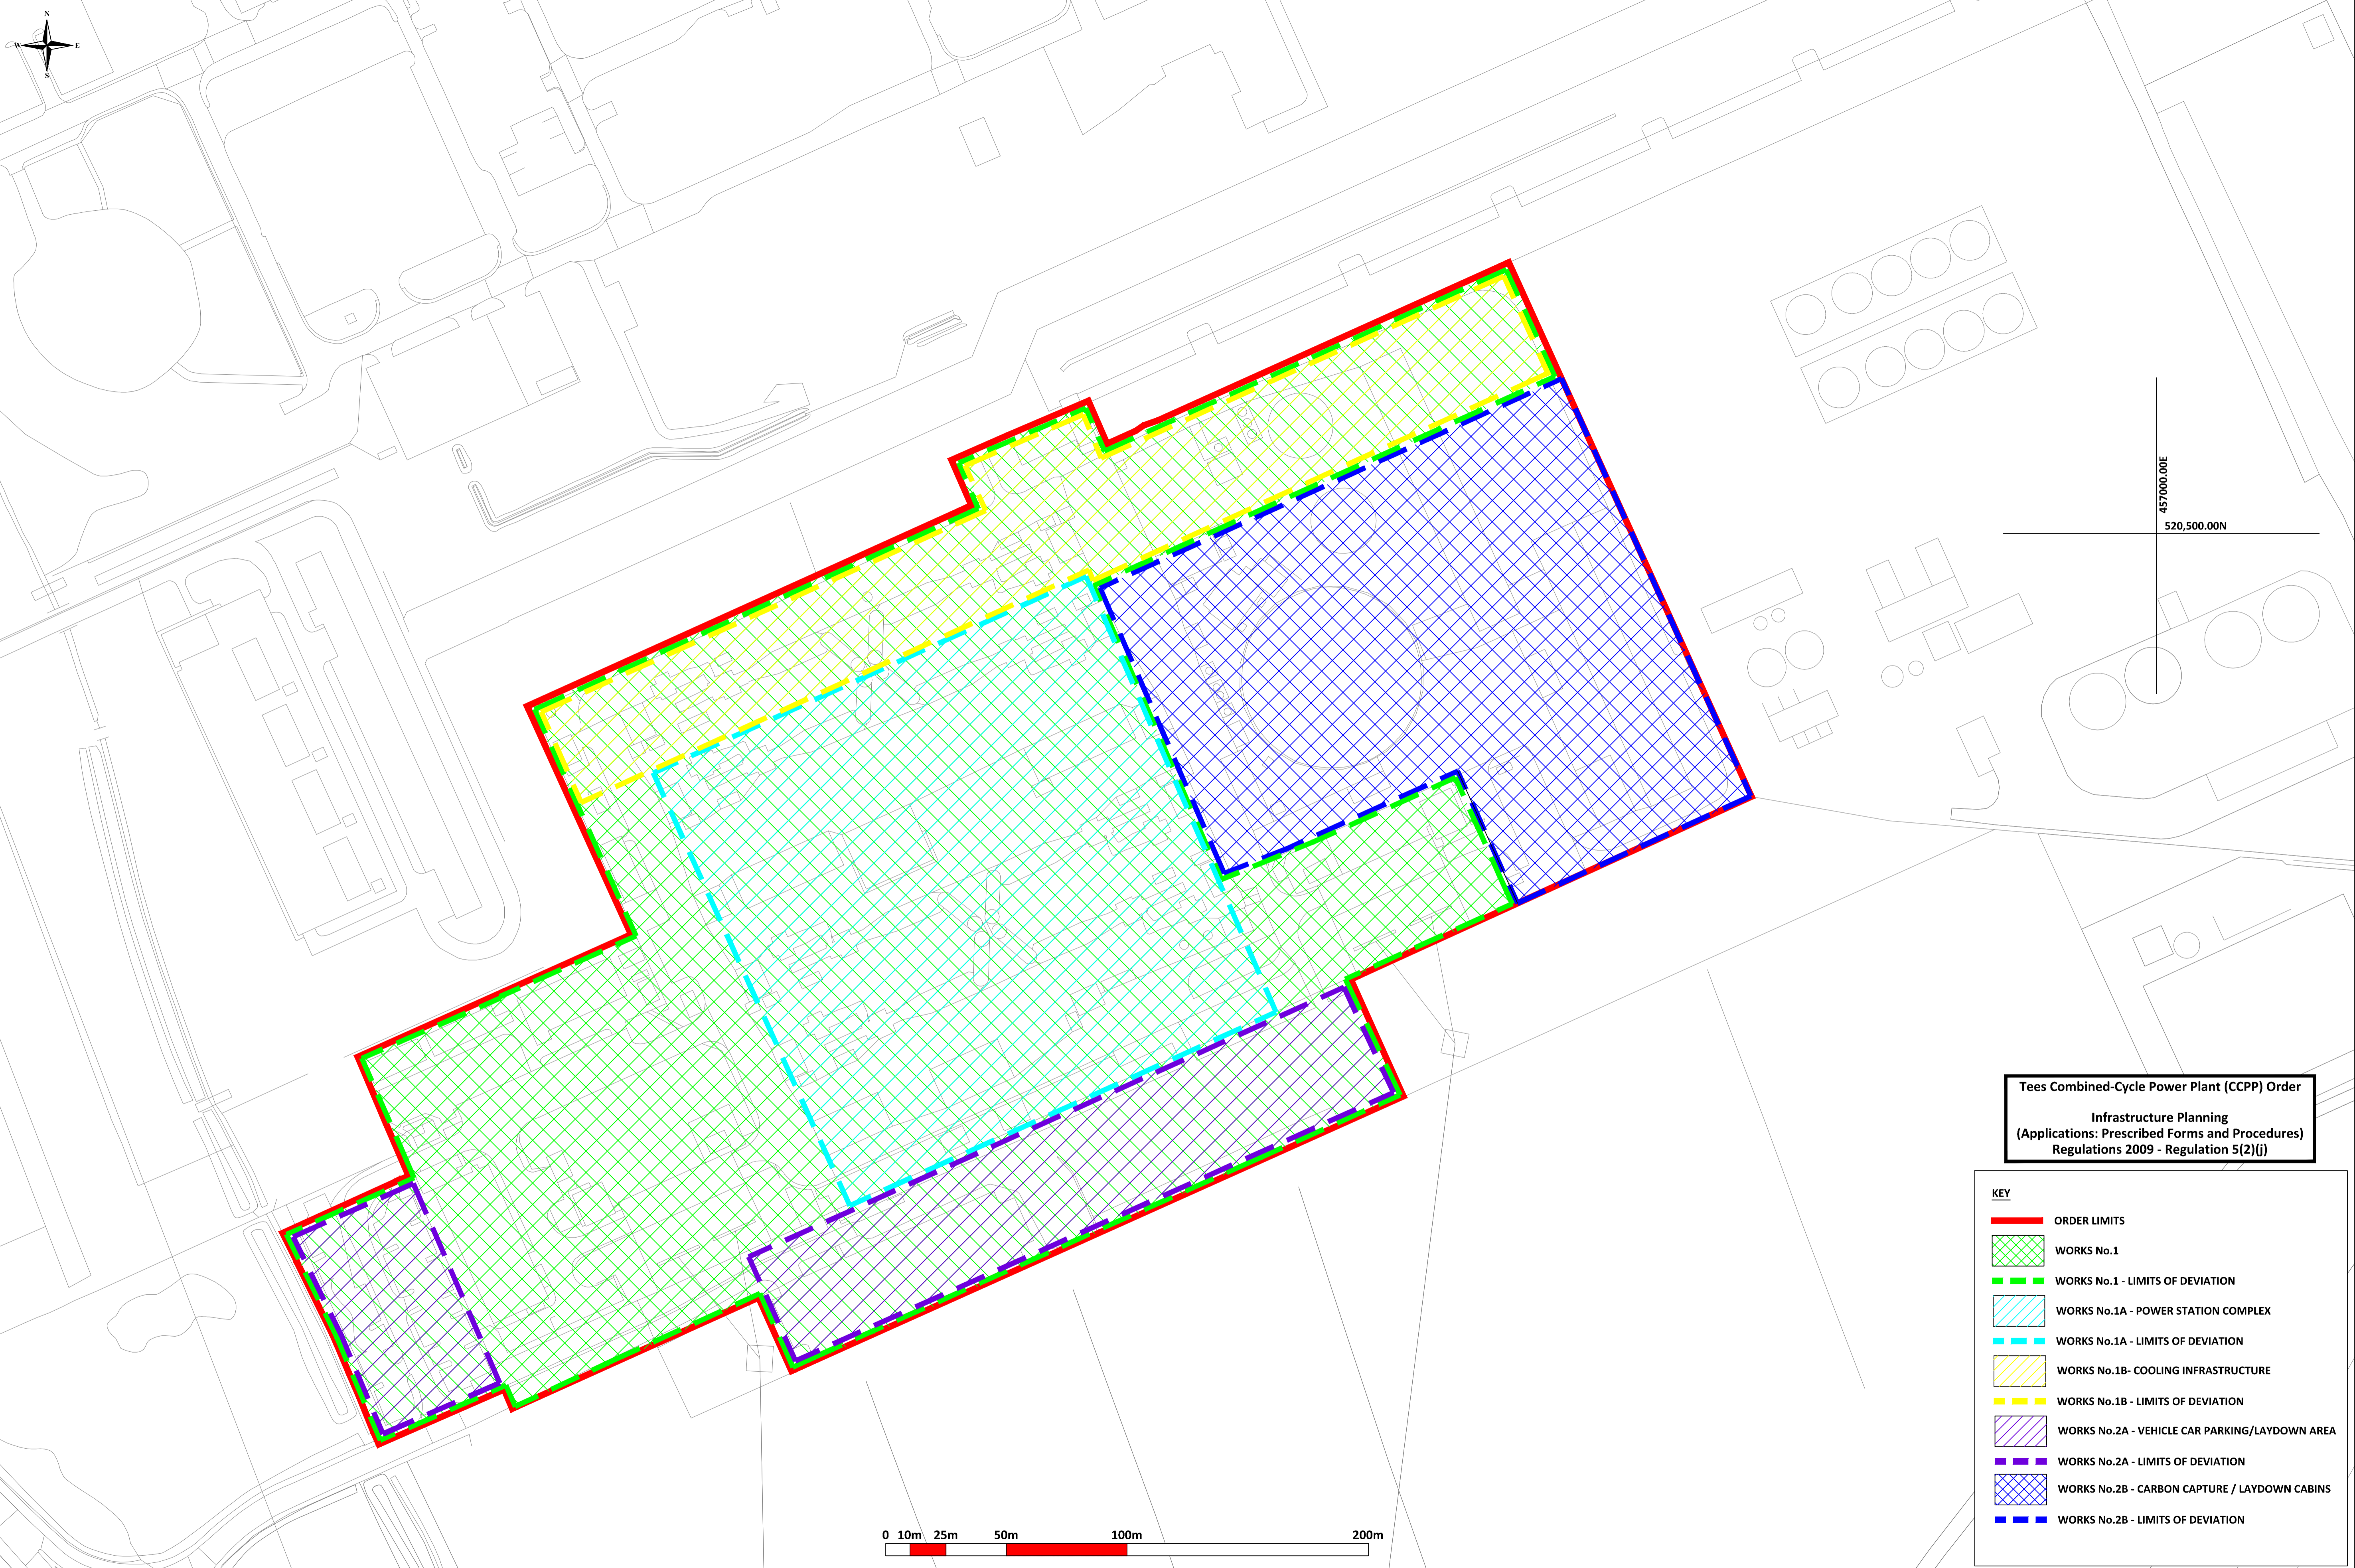 N
W E
S
457000.00E
520,500.00N
Tees Combined-Cycle Power Plant (CCPP) Order
Infrastructure Planning
(Applications: Prescribed Forms and Procedures)
Regulations 2009 - Regulation 5(2)(j)
KEY
ORDER LIMITS
WORKS No.1
WORKS No.1 - LIMITS OF DEVIATION
WORKS No.1A - POWER STATION COMPLEX
WORKS No.1A - LIMITS OF DEVIATION
WORKS No.1B- COOLING INFRASTRUCTURE
WORKS No.1B - LIMITS OF DEVIATION
WORKS No.2A - VEHICLE CAR PARKING/LAYDOWN AREA
WORKS No.2A - LIMITS OF DEVIATION
WORKS No.2B - CARBON CAPTURE / LAYDOWN CABINS
WORKS No.2B - LIMITS OF DEVIATION
0 10m 25m 50m 100m 200m